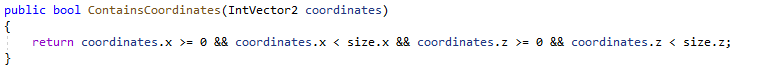 public bool ContainsCoordinates(IntVector2 coordinates)
{
    return coordinates.x >= 0 && coordinates.x < size.x && coordinates.z >= 0 && coordinates.z < size.z;
}